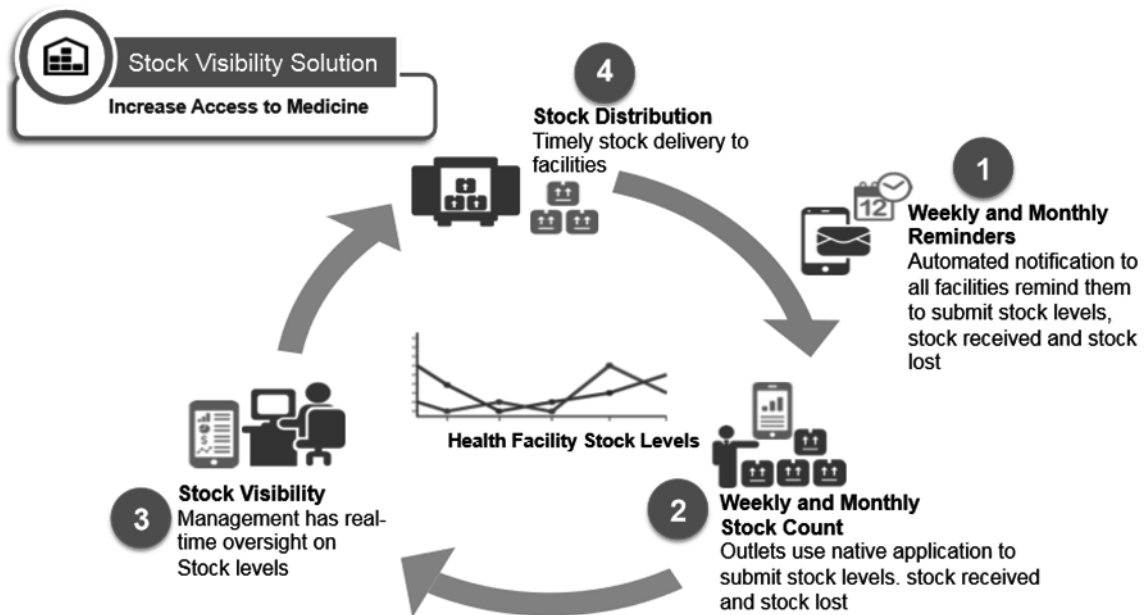 Stock Visibility Solution
Increase Access to Medicine
4
Stock Distribution
Timely stock delivery to
facilities
1
12
Weekly and Monthly
Reminders
Automated notification to
all facilities remind them
to submit stock levels,
stock received and stock
lost
Health Facility Stock Levels
2
Weekly and Monthly
Stock Count
Outlets use native application to
submit stock levels. stock received
and stock lost
3
Stock Visibility
Management has real-
time oversight on
Stock levels